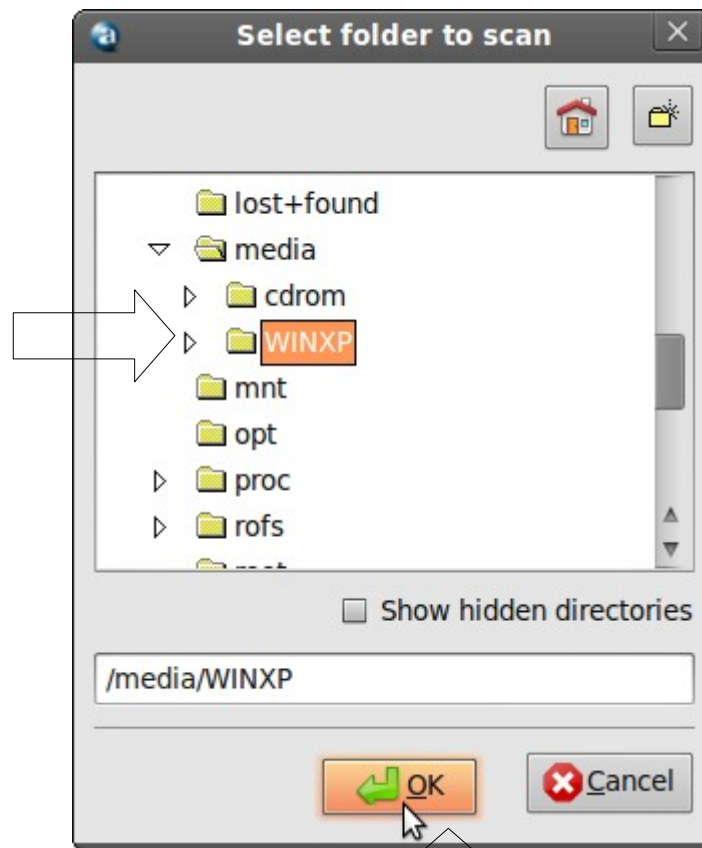 Select folder to scan
lost+found
media
cdrom
WINXP
mnt
opt
proc
rofs
Show hidden directories
/media/WINXP
OK Cancel